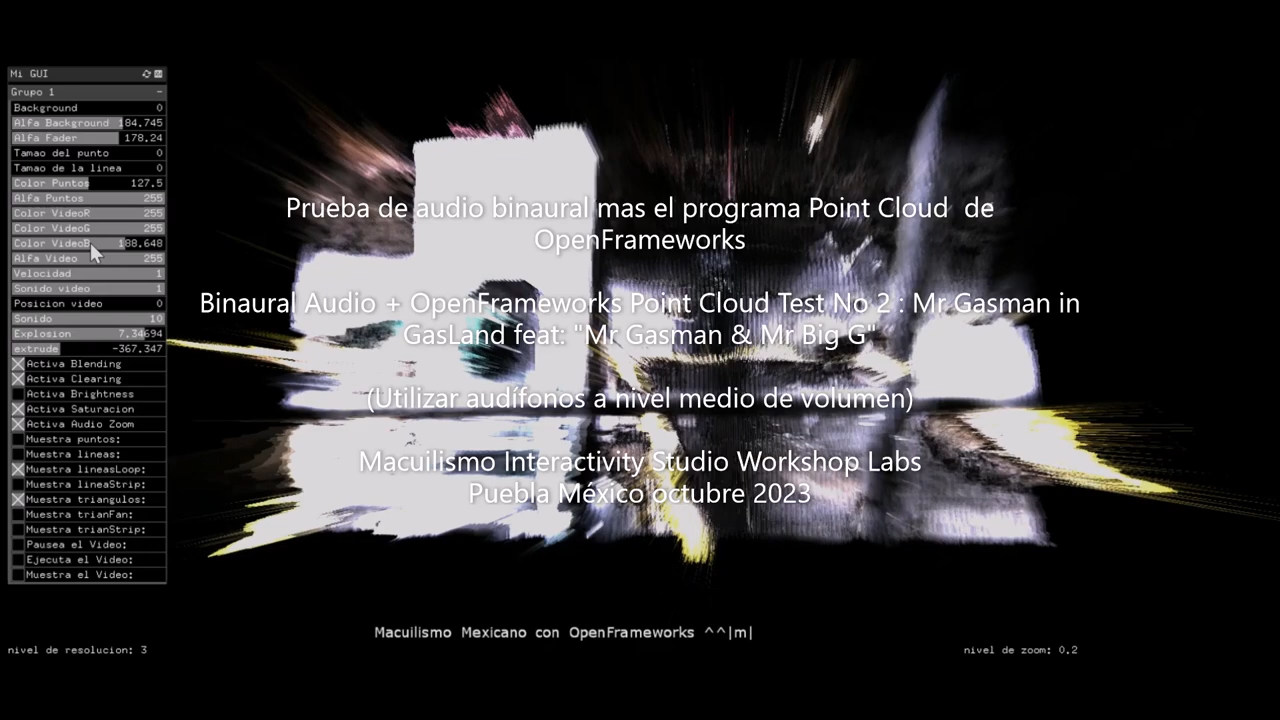 Mi GUI
Grupo 1 -
Background 0
Alfa Background 184.745
Alfa Fader 178.24
Tamao del punto 0
Tamao de la linea 0
Color Puntos 127.5
Alfa Puntos 255
Color VideoR 255
Color VideoG 255
Color VideoB 188.648
Alfa Video 255
Velocidad 1
Sonido video 1
Posicion video 0
Sonido 10
Explosion 7.34694
extrude -367.347
Activa Blending
Activa Clearing
Activa Brightness
Activa Saturacion
Activa Audio Zoom
Muestra puntos:
Muestra lineas:
Muestra lineasLoop:
Muestra lineaStrip:
Muestra triangulos:
Muestra trianFan:
Muestra trianStrip:
Pausea el Video:
Ejecuta el Video:
Muestra el Video:
Prueba de audio binaural mas el programa Point Cloud de
OpenFrameworks
Binaural Audio + OpenFrameworks Point Cloud Test No 2 : Mr Gasman in
GasLand feat: "Mr Gasman & Mr Big G"
(Utilizar audífonos a nivel medio de volumen)
Macuilismo Interactivity Studio Workshop Labs
Puebla México octubre 2023
Macuilismo Mexicano con OpenFrameworks ^^|m|
nivel de resolucion: 3
nivel de zoom: 0.2